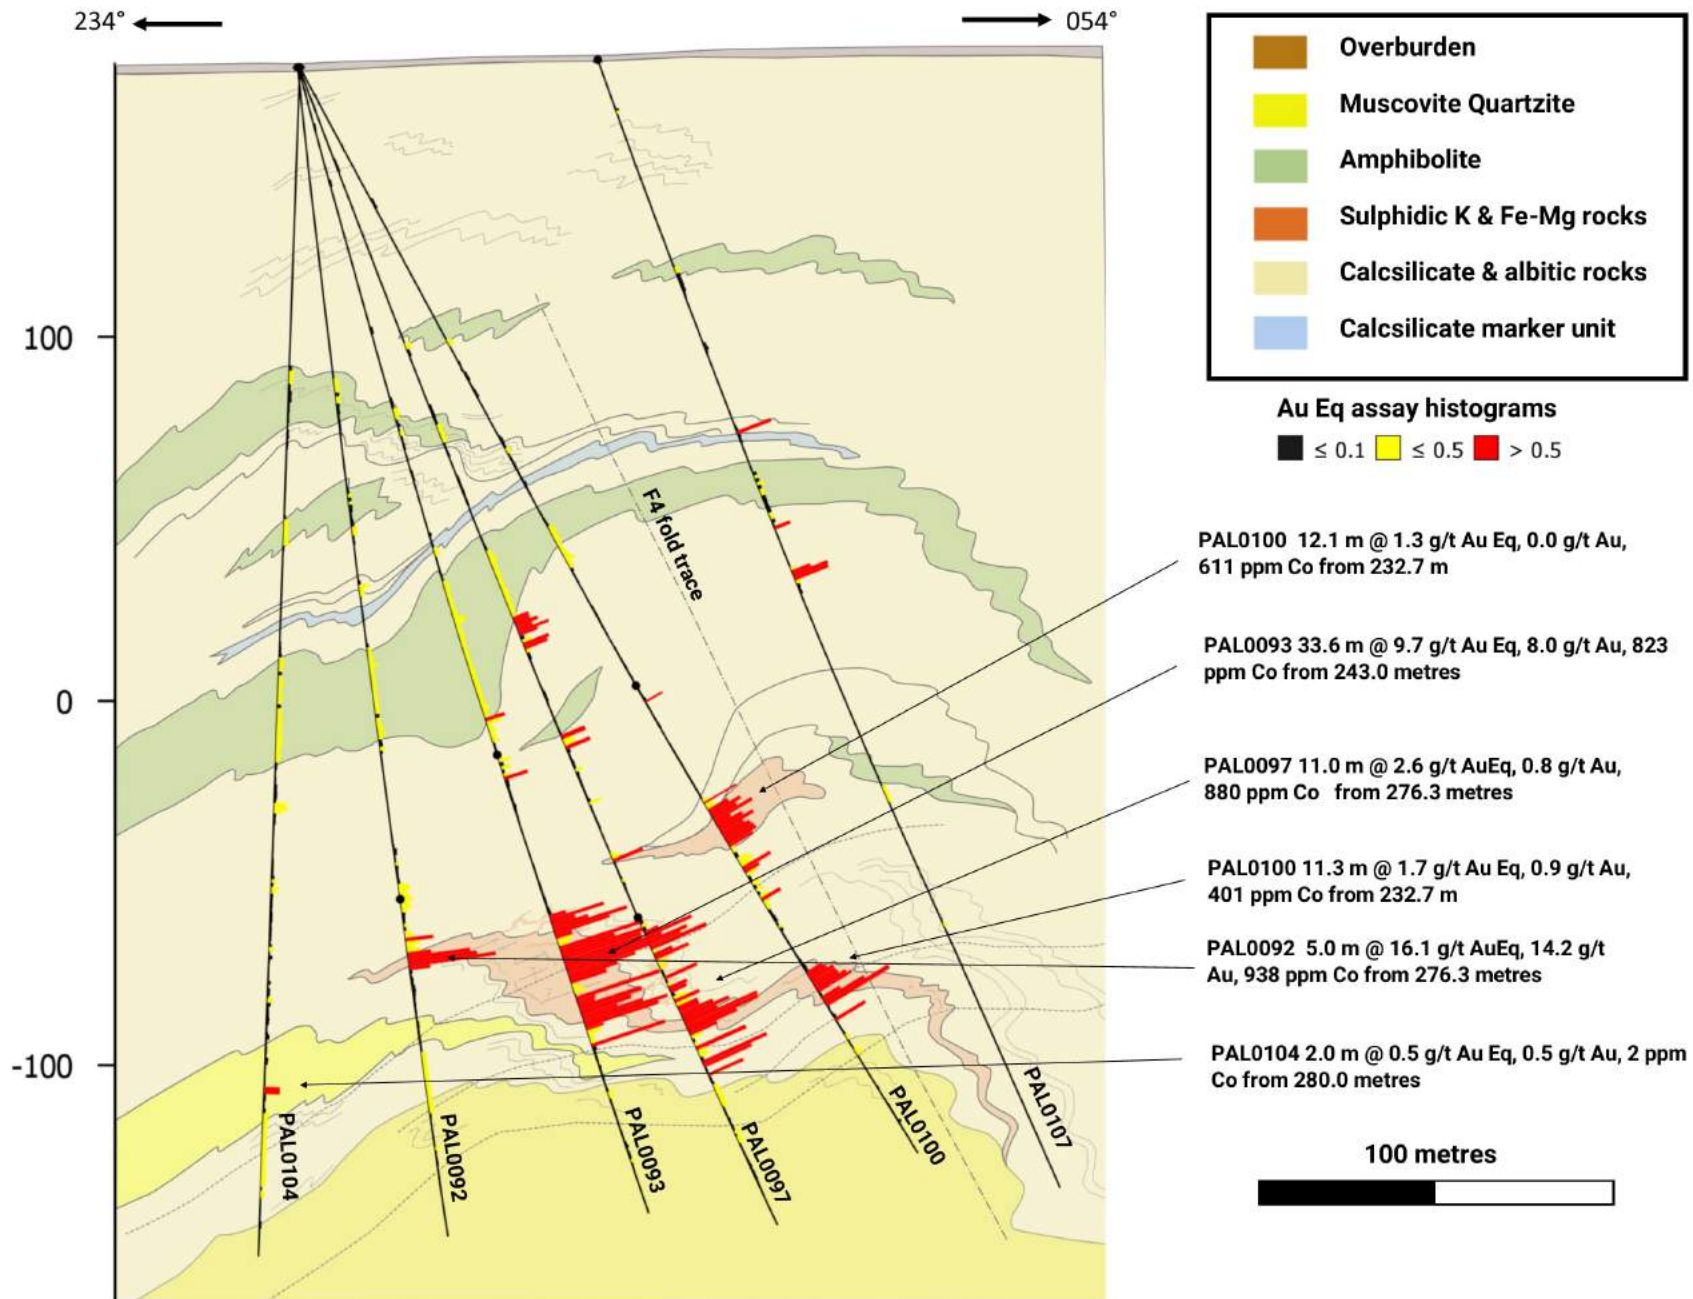 234°
054°
Overburden
Muscovite Quartzite
Amphibolite
Sulphidic K & Fe-Mg rocks
Calcsilicate & albitic rocks
Calcsilicate marker unit
Au Eq assay histograms
≤ 0.1 ≤ 0.5 > 0.5
100
0
-100
F4 fold trace
PAL0100 12.1 m @ 1.3 g/t Au Eq, 0.0 g/t Au,
611 ppm Co from 232.7 m
PAL0093 33.6 m @ 9.7 g/t Au Eq, 8.0 g/t Au, 823
ppm Co from 243.0 metres
PAL0097 11.0 m @ 2.6 g/t AuEq, 0.8 g/t Au,
880 ppm Co from 276.3 metres
PAL0100 11.3 m @ 1.7 g/t Au Eq, 0.9 g/t Au,
401 ppm Co from 232.7 m
PAL0092 5.0 m @ 16.1 g/t AuEq, 14.2 g/t
Au, 938 ppm Co from 276.3 metres
PAL0104 2.0 m @ 0.5 g/t Au Eq, 0.5 g/t Au, 2 ppm
Co from 280.0 metres
PAL0104
PAL0092
PAL0093
PAL0097
PAL0100
PAL0107
100 metres